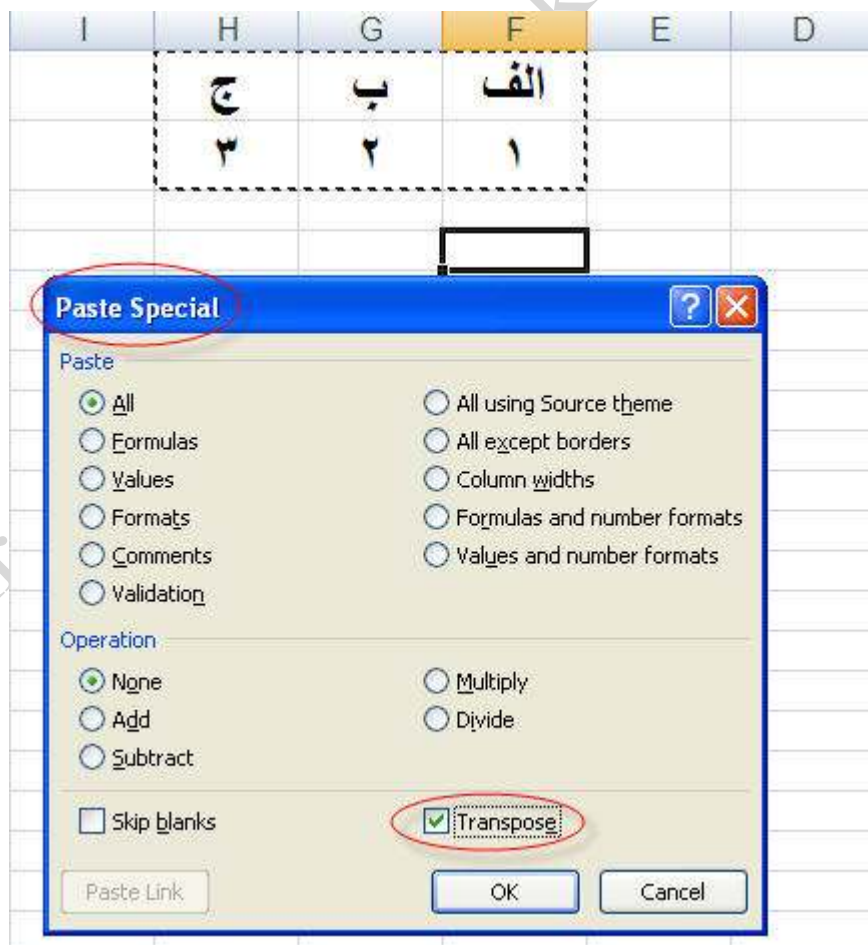 I H G F E D
الف ب ج
۱ ۲ ۳
Paste Special
Paste
All
All using Source theme
Formulas
All except borders
Values
Column widths
Formats
Formulas and number formats
Comments
Values and number formats
Validation
Operation
None
Multiply
Add
Divide
Subtract
Skip blanks
Transpose
Paste Link
OK
Cancel